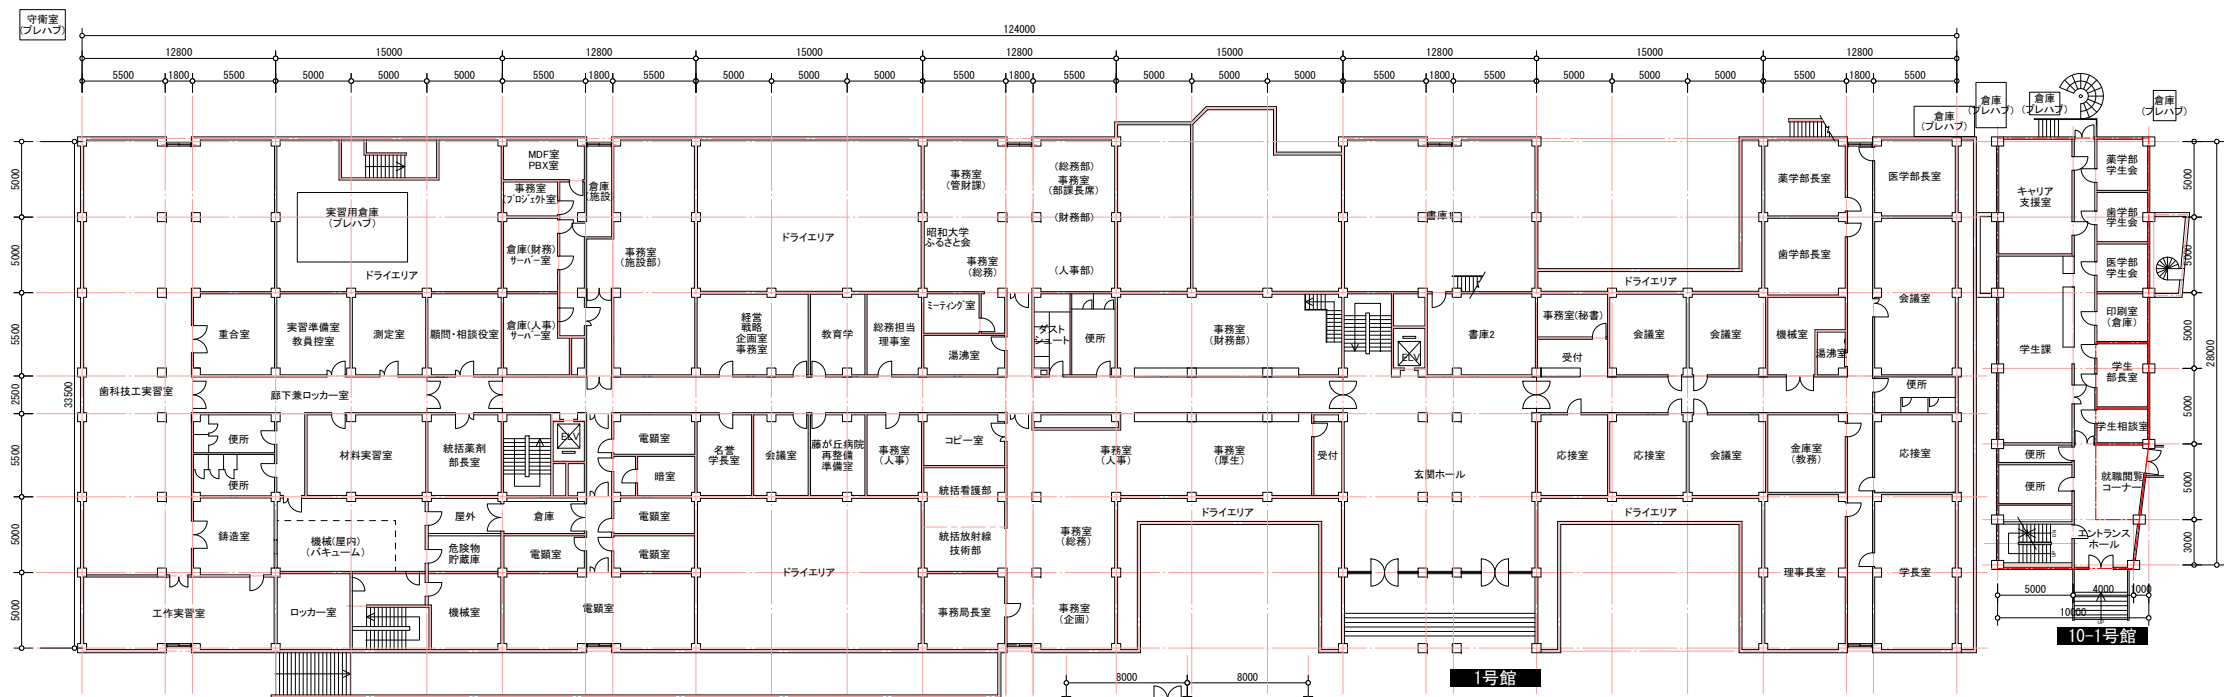 守衛室
(プレハブ)
124000
12800
15000
12800
15000
12800
15000
12800
15000
12800
5500
1800
5500
5000
5000
5000
5500
1800
5500
5000
5000
5000
5500
1800
5500
5000
5000
5000
5500
1800
5500
5000
5000
5000
5500
1800
5500
倉庫
(プレハブ)
倉庫
(プレハブ)
倉庫
(プレハブ)
倉庫
(プレハブ)
5000
5000
5500
2500
5500
5000
5000
33500
実習用倉庫
(プレハブ)
ドライエリア
MDF室
PBX室
事務室
(プロジェクト室)
倉庫
(施設)
倉庫(財務)
サーバー室
事務室
(施設部)
ドライエリア
事務室
(管財課)
昭和大学
ふるさと会
事務室
(総務)
(総務部)
事務室
(部課長席)
(財務部)
(人事部)
書庫1
ドライエリア
薬学部長室
歯学部長室
医学部長室
会議室
重合室
実習準備室
教員控室
測定室
顧問・相談役室
倉庫(人事)
サーバー室
経営
戦略
企画室
事務室
教育学
総務担当
理事室
ミーティング室
湯沸室
ダスト
シュート
便所
事務室
(財務部)
ELV
書庫2
事務室(秘書)
受付
会議室
会議室
機械室
湯沸室
便所
歯科技工実習室
廊下兼ロッカー室
便所
便所
材料実習室
統括薬剤
部長室
ELV
電顕室
暗室
名誉
学長室
会議室
藤が丘病院
再整備
準備室
事務室
(人事)
コピー室
統括看護部
事務室
(人事)
事務室
(厚生)
受付
玄関ホール
応接室
応接室
会議室
金庫室
(教務)
応接室
鋳造室
機械(屋内)
(バキューム)
屋外
危険物
貯蔵庫
倉庫
電顕室
電顕室
電顕室
ドライエリア
統括放射線
技術部
事務室
(総務)
ドライエリア
ドライエリア
工作実習室
ロッカー室
機械室
電顕室
事務局長室
事務室
(企画)
理事長室
学長室
8000
8000
1号館
キャリア
支援室
薬学部
学生会
歯学部
学生会
医学部
学生会
印刷室
(倉庫)
学生課
学生
部長室
学生相談室
便所
便所
就職閲覧
コーナー
エントランス
ホール
5000
5000
5000
5000
5000
3000
28000
5000
4000
1000
10000
UP
10-1号館